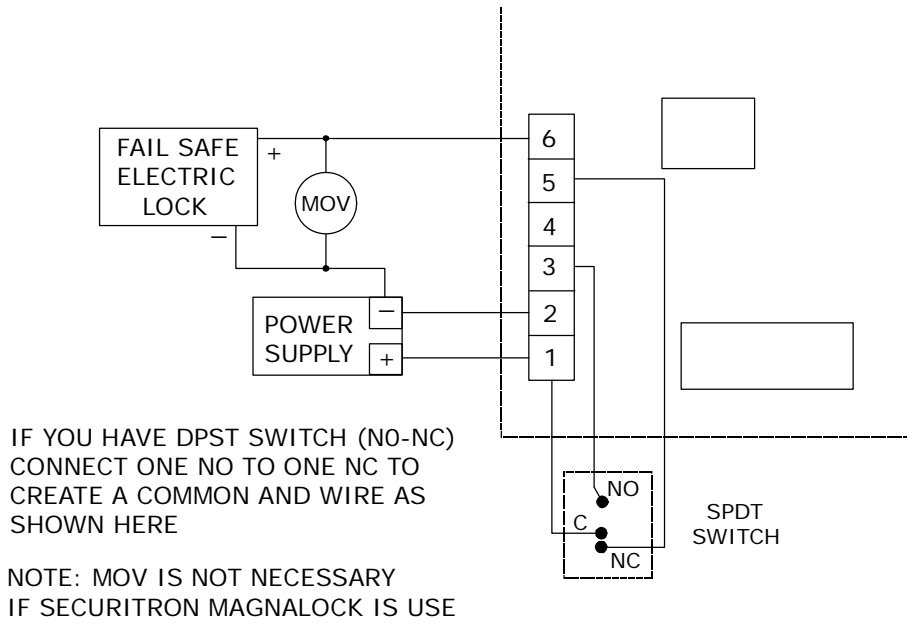 FAIL SAFE
ELECTRIC
LOCK
+
−
MOV
POWER
SUPPLY
−
+
6
5
4
3
2
1
IF YOU HAVE DPST SWITCH (N0-NC)
CONNECT ONE NO TO ONE NC TO
CREATE A COMMON AND WIRE AS
SHOWN HERE
NO
C
NC
SPDT
SWITCH
NOTE: MOV IS NOT NECESSARY
IF SECURITRON MAGNALOCK IS USE